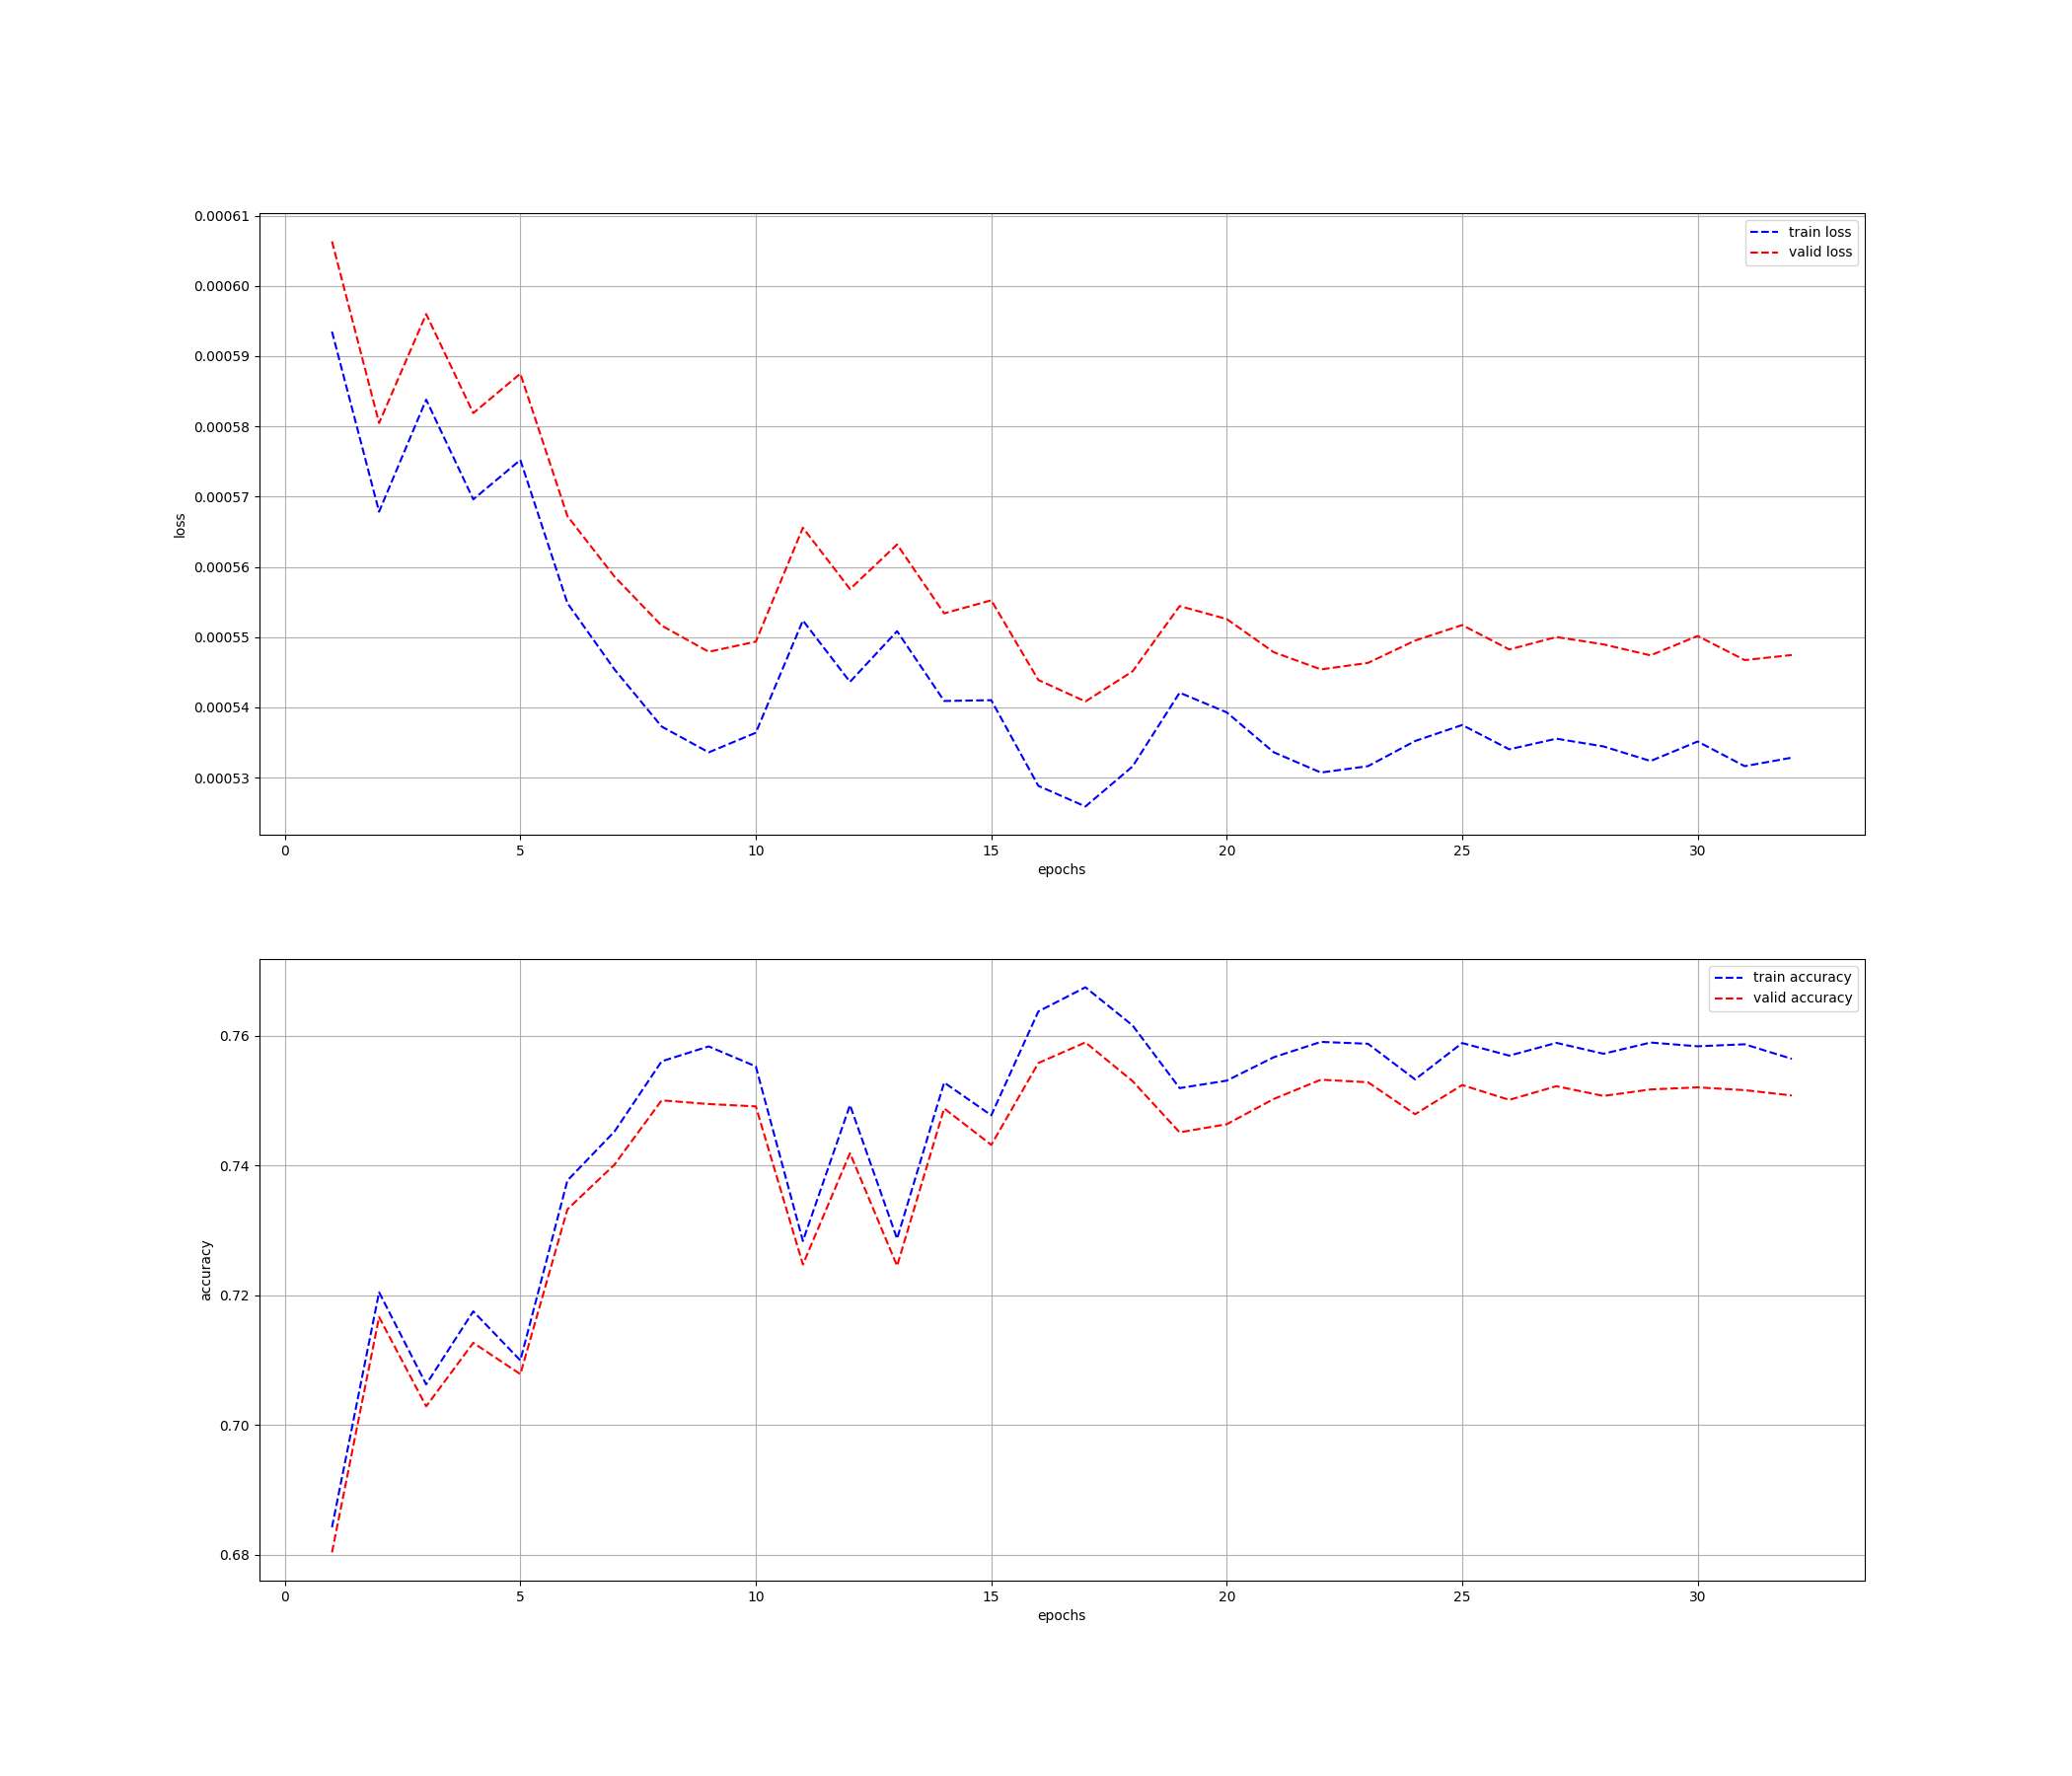 0.00061
0.00060
0.00059
0.00058
0.00057
0.00056
0.00055
0.00054
0.00053
loss
train loss
valid loss
0 5 10 15 20 25 30
epochs
0.76
0.74
0.72
0.70
0.68
accuracy
train accuracy
valid accuracy
0 5 10 15 20 25 30
epochs